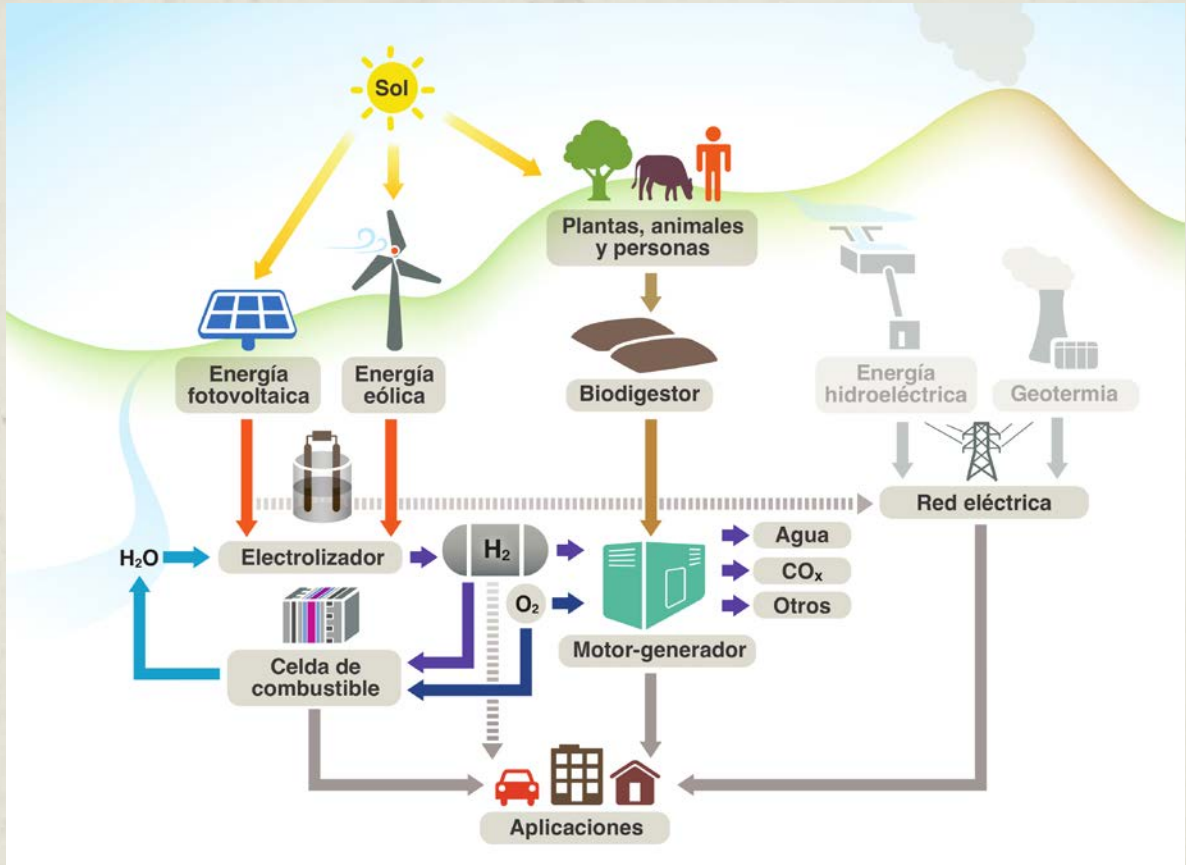 Sol
Plantas, animales
y personas
Energía
fotovoltaica
Energía
eólica
Biodigestor
Energía
hidroeléctrica
Geotermia
Red eléctrica
H₂O
Electrolizador
H₂
O₂
Agua
COₓ
Otros
Motor-generador
Celda de
combustible
Aplicaciones